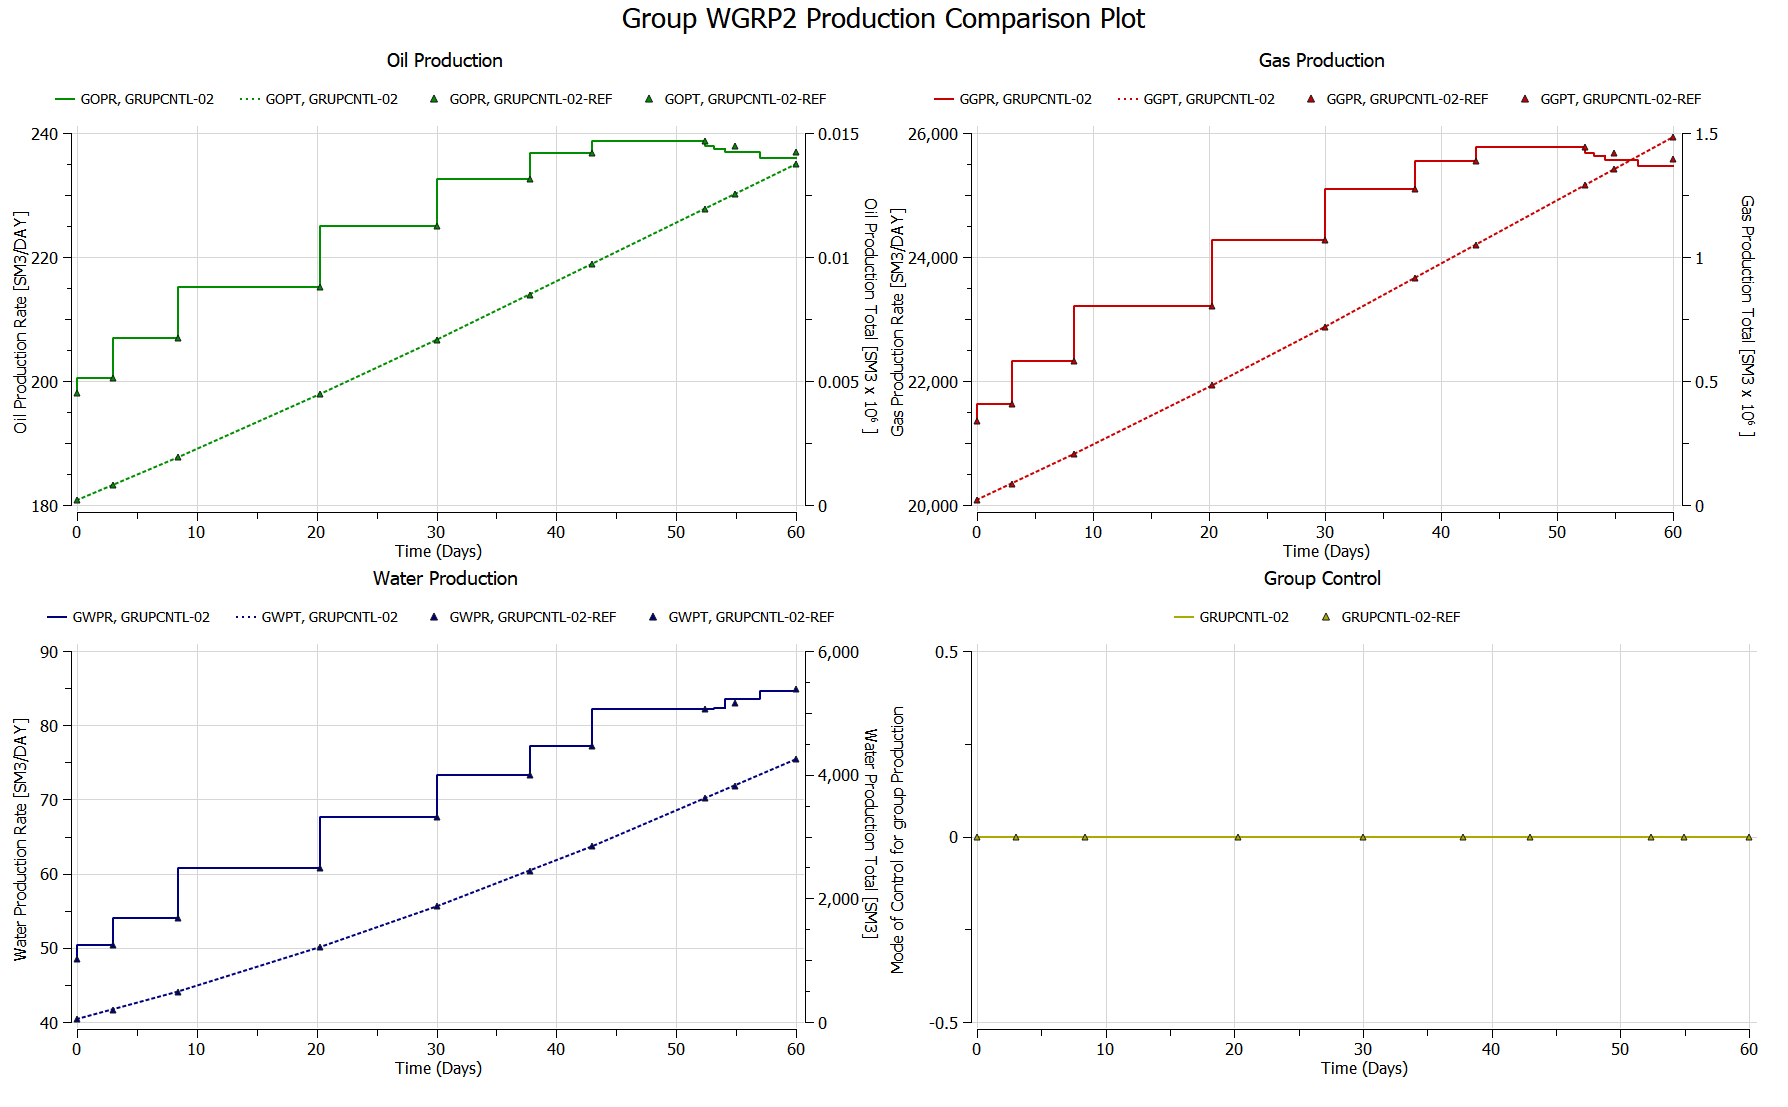 Group WGRP2 Production Comparison Plot
Oil Production
GOPR, GRUPCNTL-02 GOPT, GRUPCNTL-02 GOPR, GRUPCNTL-02-REF GOPT, GRUPCNTL-02-REF
240
220
200
180
Oil Production Rate [SM3/DAY]
0.015
0.01
0.005
0
Oil Production Total [SM3 x 10⁶ ]
0 10 20 30 40 50 60
Time (Days)
Gas Production
GGPR, GRUPCNTL-02 GGPT, GRUPCNTL-02 GGPR, GRUPCNTL-02-REF GGPT, GRUPCNTL-02-REF
26,000
24,000
22,000
20,000
Gas Production Rate [SM3/DAY]
1.5
1
0.5
0
Gas Production Total [SM3 x 10⁶ ]
0 10 20 30 40 50 60
Time (Days)
Water Production
GWPR, GRUPCNTL-02 GWPT, GRUPCNTL-02 GWPR, GRUPCNTL-02-REF GWPT, GRUPCNTL-02-REF
90
80
70
60
50
40
Water Production Rate [SM3/DAY]
6,000
4,000
2,000
0
Water Production Total [SM3]
0 10 20 30 40 50 60
Time (Days)
Group Control
GRUPCNTL-02 GRUPCNTL-02-REF
0.5
0
-0.5
Mode of Control for group Production
0 10 20 30 40 50 60
Time (Days)